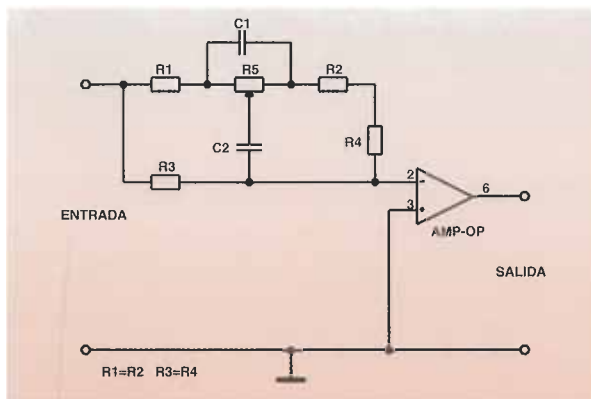 C1
R1
R5
R2
C2
R4
R3
2
-
6
3
+
ENTRADA
AMP-OP
SALIDA
R1=R2 R3=R4